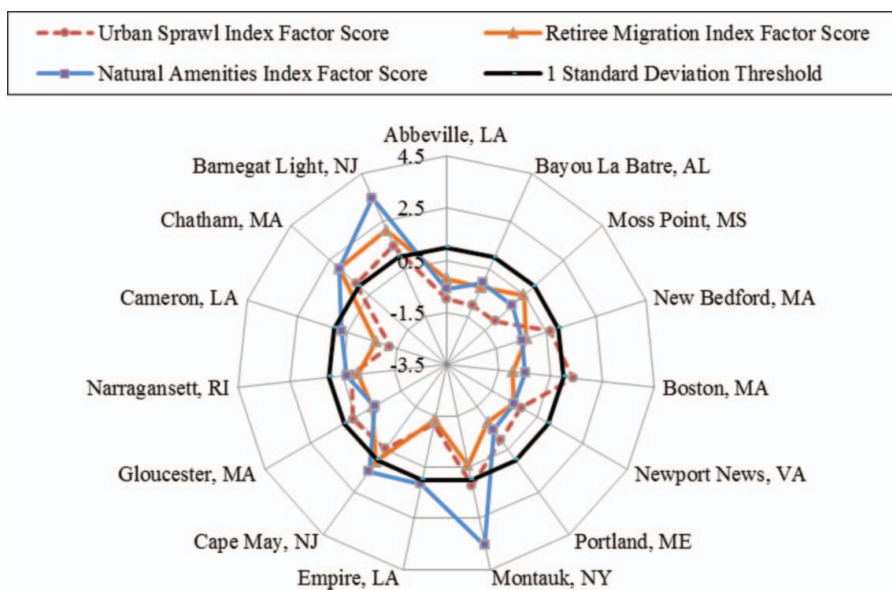 Urban Sprawl Index Factor Score
Retiree Migration Index Factor Score
Natural Amenities Index Factor Score
1 Standard Deviation Threshold
Abbeville, LA
Barnegat Light, NJ
4.5
Bayou La Batre, AL
Chatham, MA
2.5
Moss Point, MS
Cameron, LA
0.5
New Bedford, MA
-1.5
Narragansett, RI
-3.5
Boston, MA
Gloucester, MA
Newport News, VA
Cape May, NJ
Portland, ME
Empire, LA
Montauk, NY